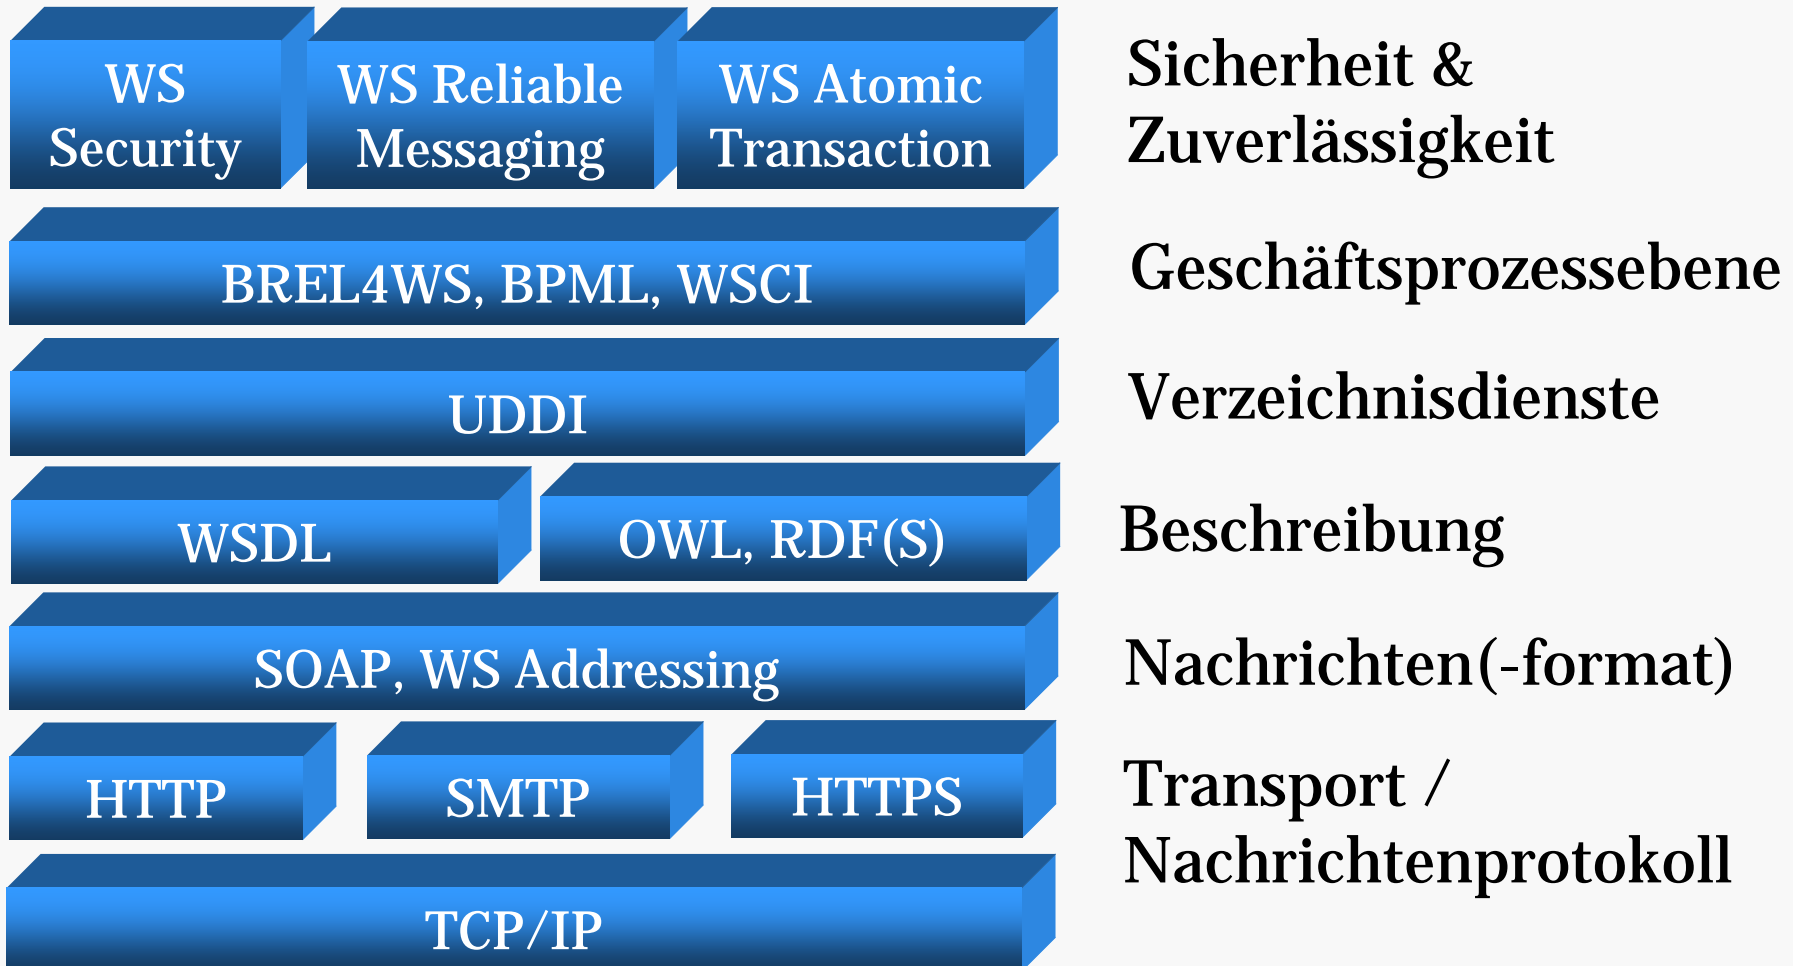 WS
Security
WS Reliable
Messaging
WS Atomic
Transaction
Sicherheit &
Zuverlässigkeit
BREL4WS, BPML, WSCI
Geschäftsprozessebene
UDDI
Verzeichnisdienste
WSDL
OWL, RDF(S)
Beschreibung
SOAP, WS Addressing
Nachrichten(-format)
HTTP
SMTP
HTTPS
Transport /
Nachrichtenprotokoll
TCP/IP